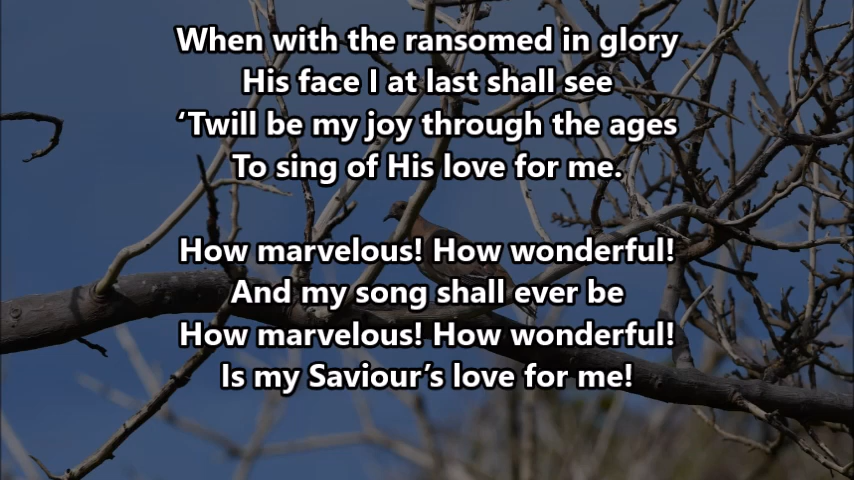 When with the ransomed in glory
His face I at last shall see
‘Twill be my joy through the ages
To sing of His love for me.
How marvelous! How wonderful!
And my song shall ever be
How marvelous! How wonderful!
Is my Saviour’s love for me!